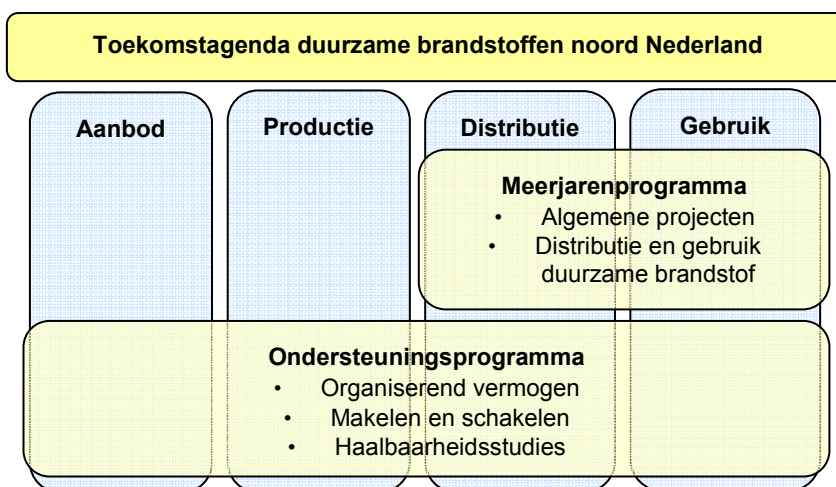 Toekomstagenda duurzame brandstoffen noord Nederland
Aanbod
Productie
Distributie
Gebruik
Meerjarenprogramma
• Algemene projecten
• Distributie en gebruik
duurzame brandstof
Ondersteuningsprogramma
• Organiserend vermogen
• Makelen en schakelen
• Haalbaarheidsstudies